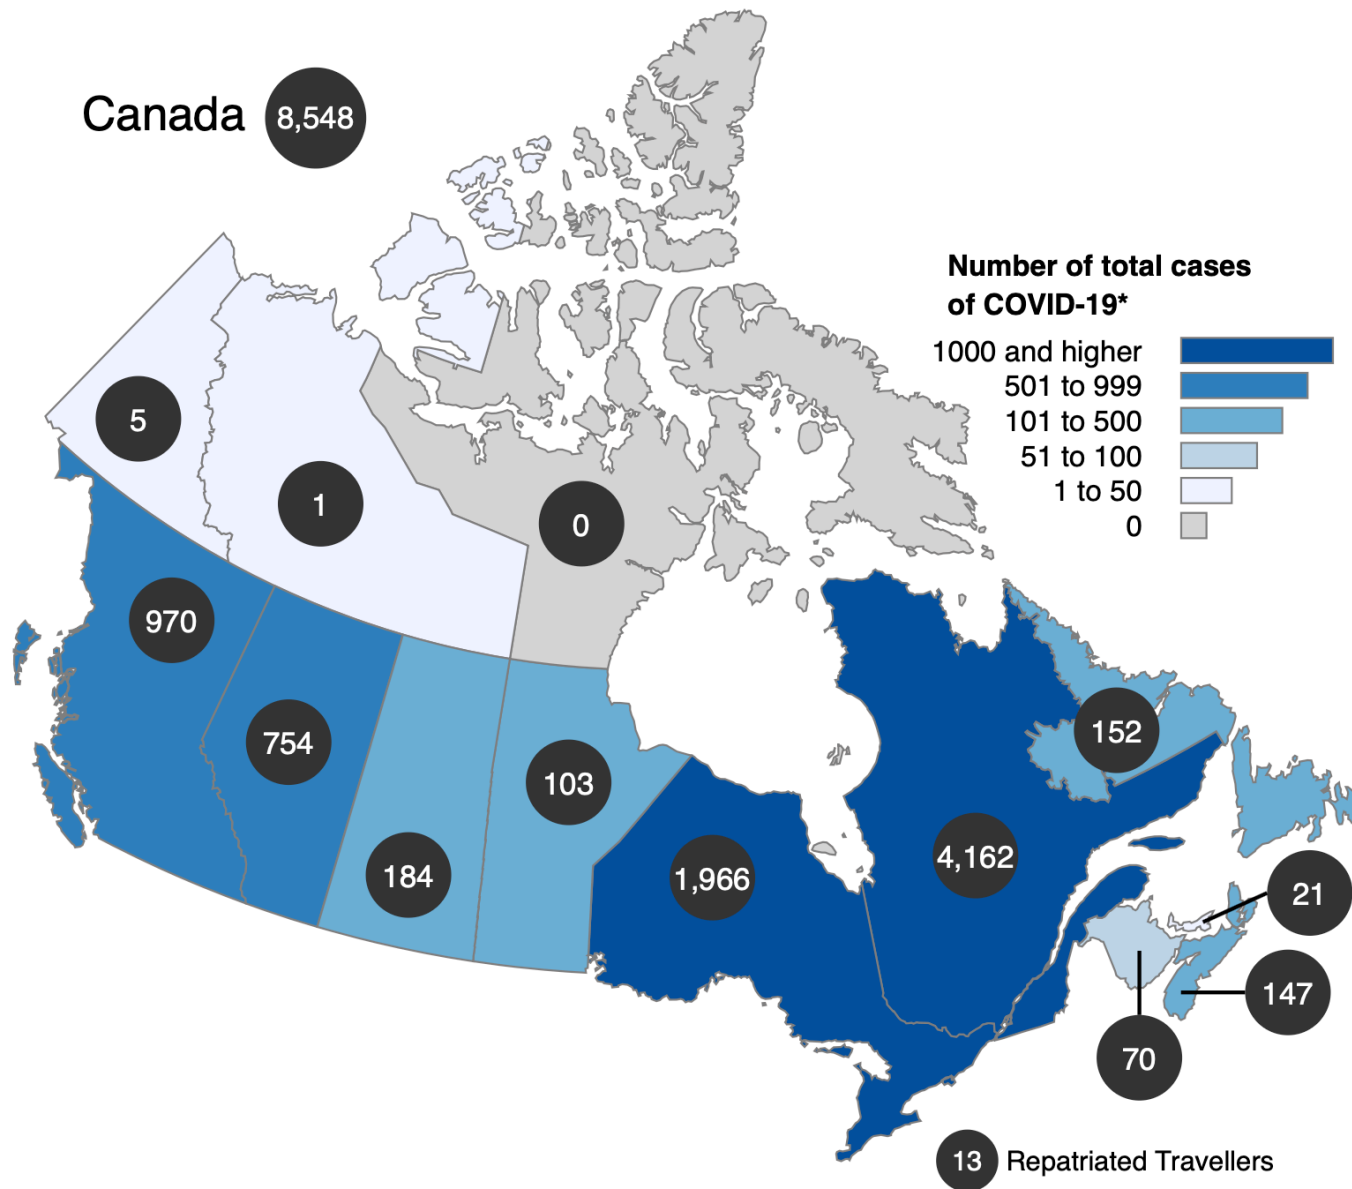 Canada 8,548
Number of total cases
of COVID-19*
1000 and higher
501 to 999
101 to 500
51 to 100
1 to 50
0
5
1
0
970
754
184
103
1,966
4,162
152
21
147
70
13 Repatriated Travellers